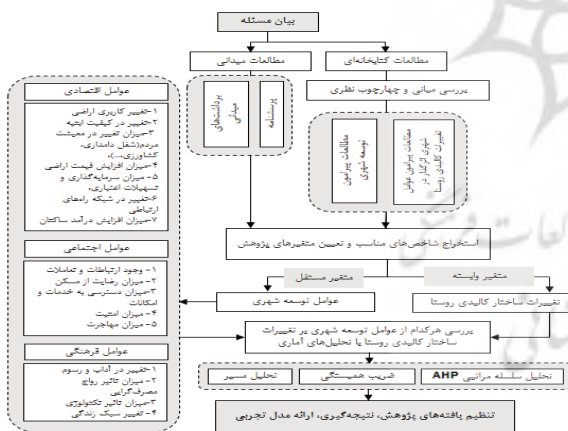 بیان مسئله
مطالعات کتابخانه‌ای
مطالعات میدانی
بررسی مبانی و چهارچوب نظری
مطالعات پیرامون عوامل
شهری اثرگذار در
تغییرات کالبدی روستا
مطالعات پیرامون
توسعه شهری
پرسشنامه
برداشت‌های
میدانی
استخراج شاخص‌های مناسب و تعیین متغیرهای پژوهش
متغیر وابسته
متغیر مستقل
تغییرات ساختار کالبدی روستا
عوامل توسعه شهری
بررسی هرکدام از عوامل توسعه شهری بر تغییرات
ساختار کالبدی روستا با تحلیل‌های آماری
تحلیل سلسله مراتبی AHP
ضریب همبستگی
تحلیل مسیر
تنظیم یافته‌های پژوهش، نتیجه‌گیری، ارائه مدل تجربی
عوامل اقتصادی
۱-تغییر کاربری اراضی
۲-تغییر در کیفیت ابنیه
۳-میزان تغییر در معیشت
مردم(شغل دامداری،
کشاورزی،...).
۴-میزان افزایش قیمت اراضی
۵- میزان سرمایه‌گذاری و
تسهیلات اعتباری.
۶-تغییر در شبکه راه‌های
ارتباطی
۷-میزان افزایش درآمد ساکنان
عوامل اجتماعی
۱- وجود ارتباطات و تعاملات
۲- میزان رضایت از مسکن
۳-میزان دسترسی به خدمات و
امکانات
۴- میزان امنیت
۵- میزان مهاجرت
عوامل فرهنگی
۱-تغییر در آداب و رسوم
۲- میزان تاثیر رواج
مصرف‌گرایی
۳-میزان تاثیر تکنولوژی
۴- تغییر سبک زندگی